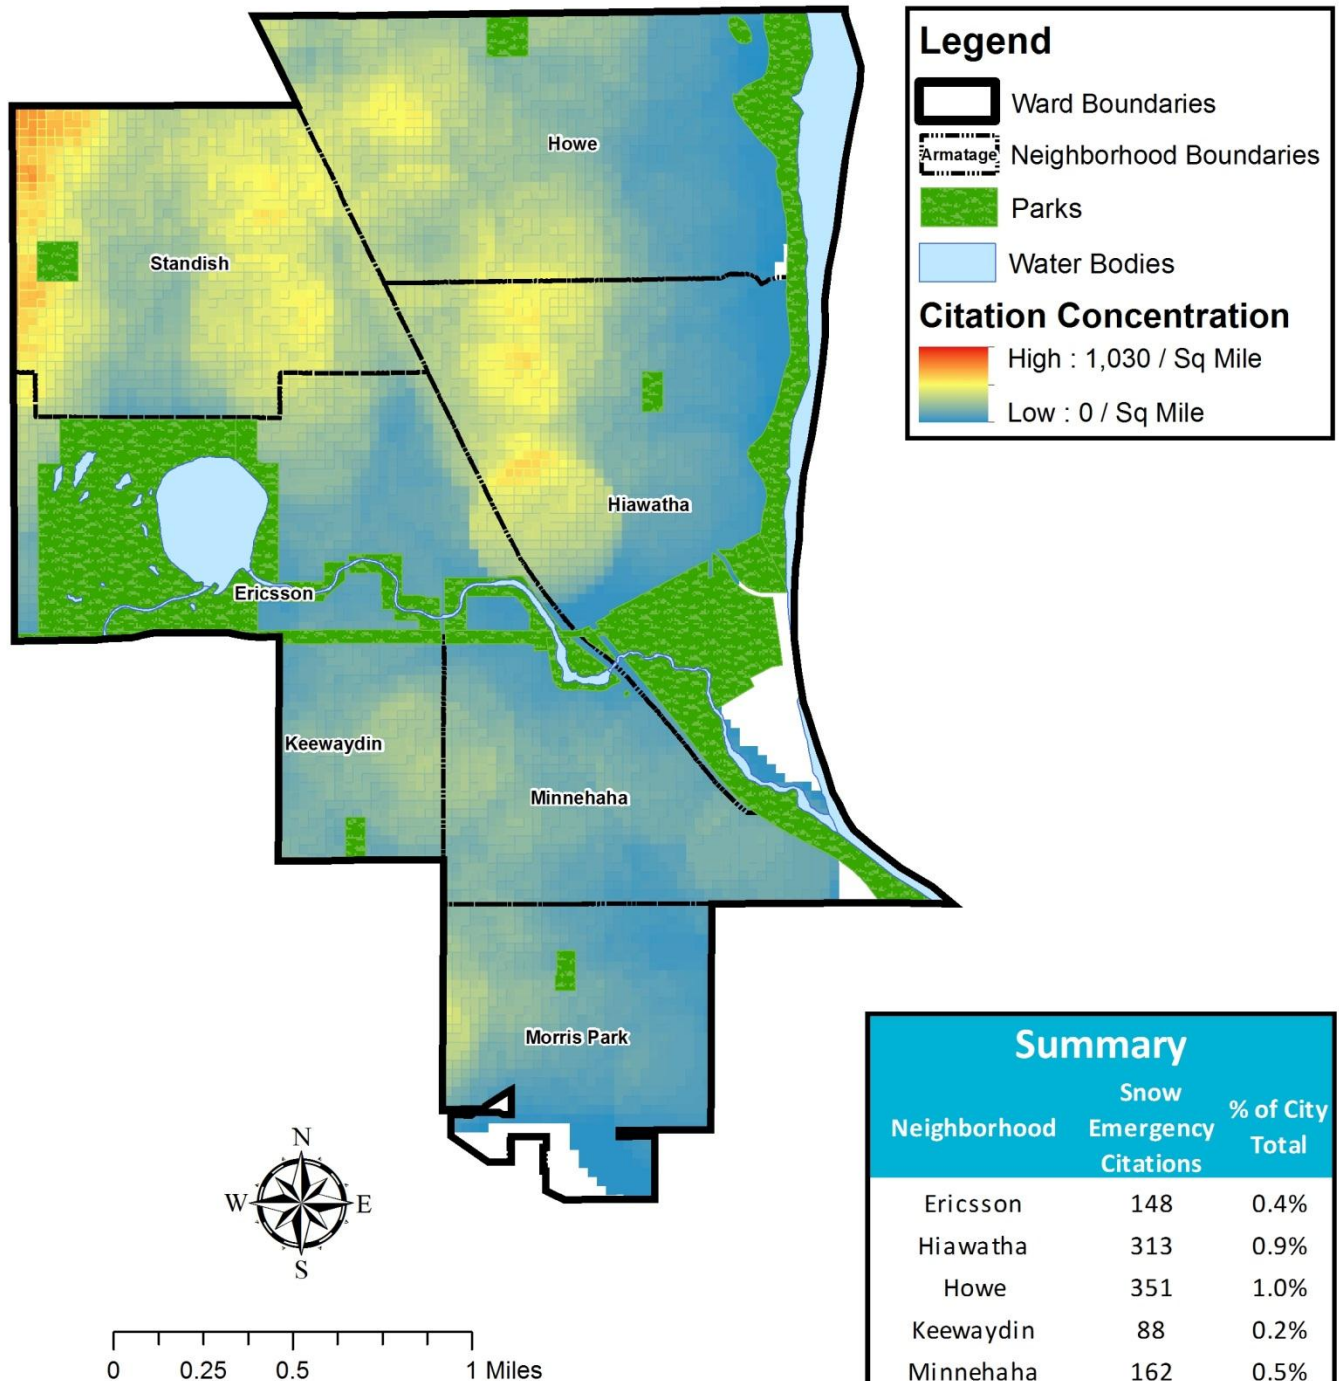 Legend
Ward Boundaries
Armatage
Neighborhood Boundaries
Parks
Water Bodies
Citation Concentration
High : 1,030 / Sq Mile
Low : 0 / Sq Mile
Howe
Standish
Hiawatha
Ericsson
Keewaydin
Minnehaha
Morris Park
N
W E
S
0 0.25 0.5 1 Miles
Summary
Neighborhood Snow Emergency Citations % of City Total
Ericsson 148 0.4%
Hiawatha 313 0.9%
Howe 351 1.0%
Keewaydin 88 0.2%
Minnehaha 162 0.5%